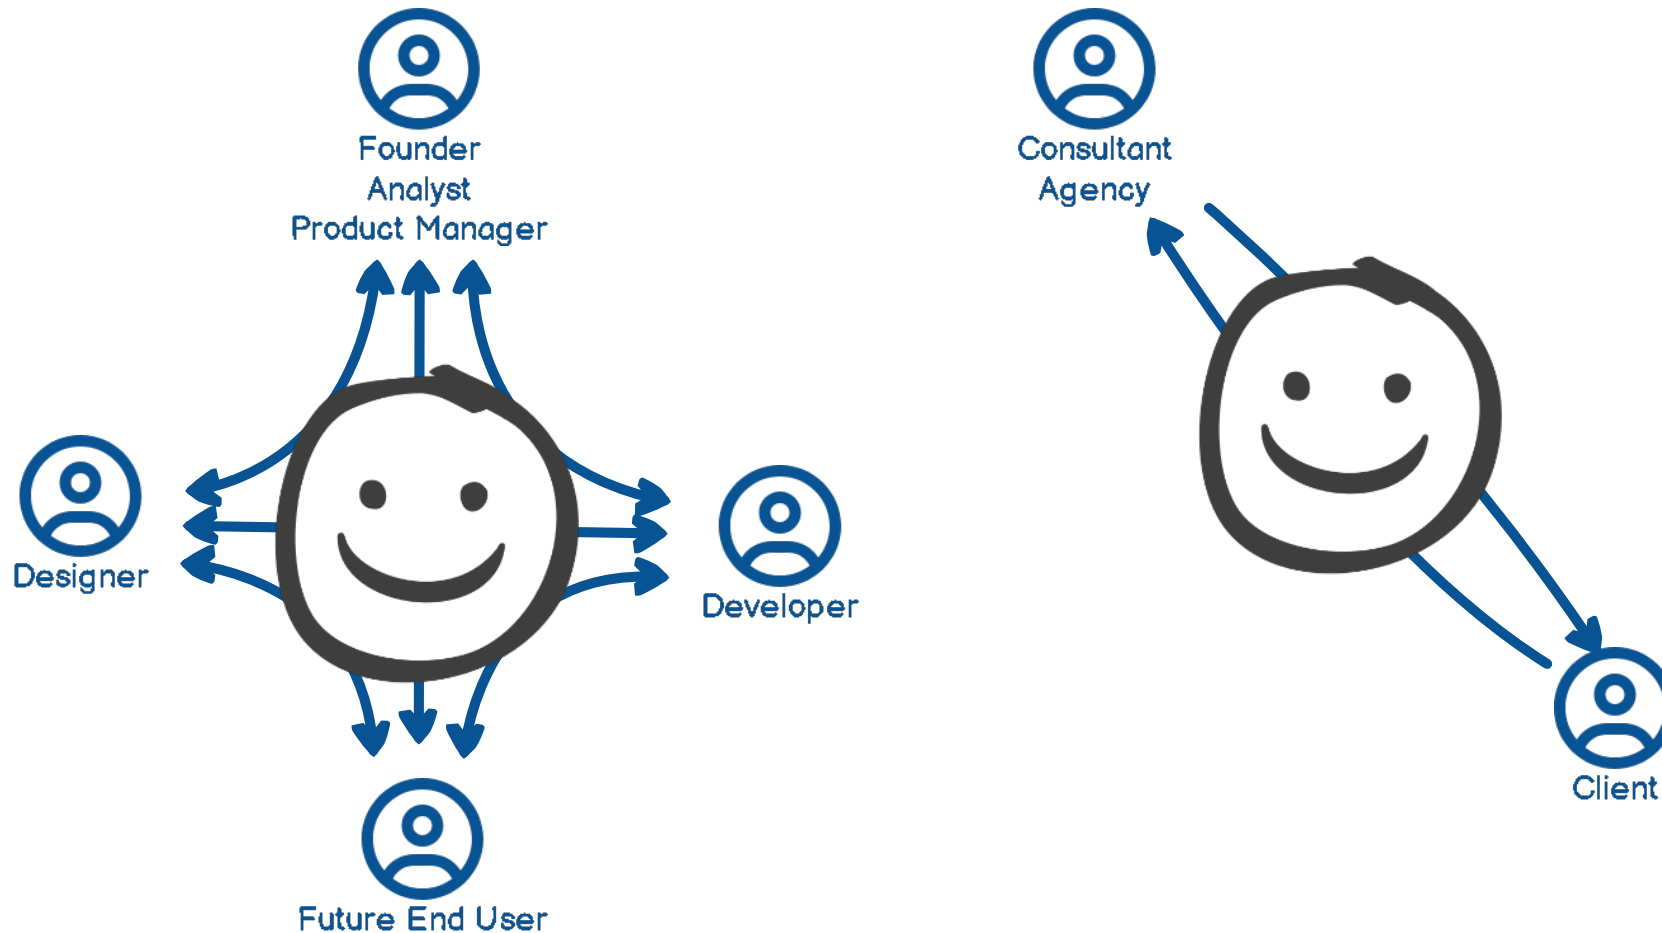 Founder
Analyst
Product Manager
Designer
Developer
Future End User
Consultant
Agency
Client